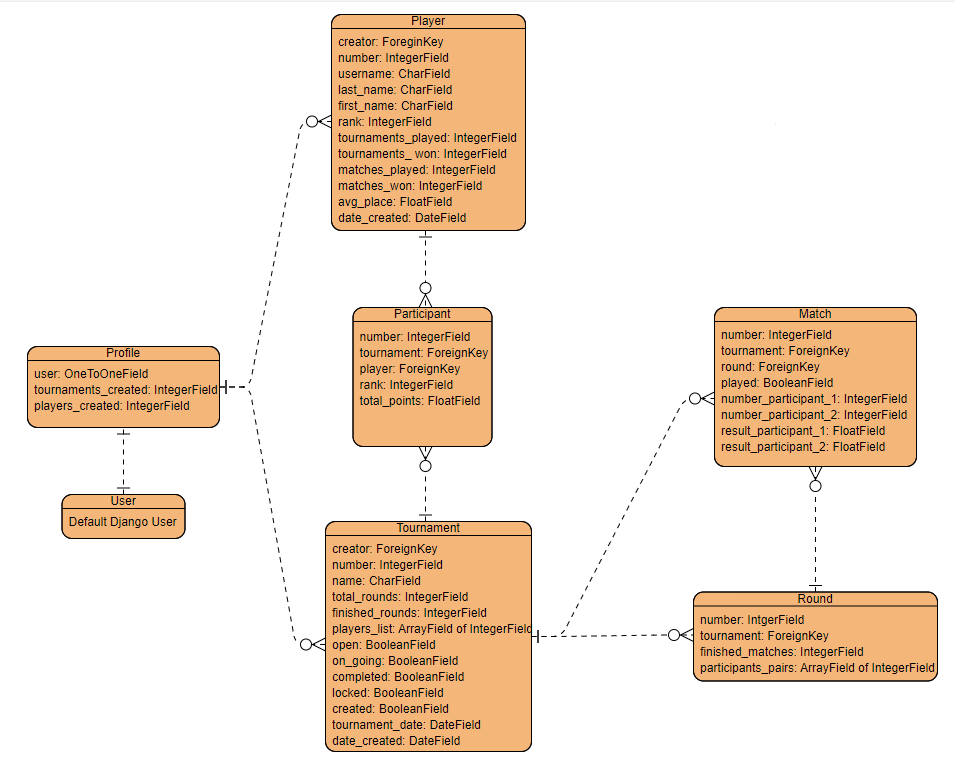 Player
creator: ForeginKey
number: IntegerField
username: CharField
last_name: CharField
first_name: CharField
rank: IntegerField
tournaments_played: IntegerField
tournaments_ won: IntegerField
matches_played: IntegerField
matches_won: IntegerField
avg_place: FloatField
date_created: DateField
Participant
number: IntegerField
tournament: ForeignKey
player: ForeignKey
rank: IntegerField
total_points: FloatField
Match
number: IntegerField
tournament: ForeignKey
round: ForeignKey
played: BooleanField
number_participant_1: IntegerField
number_participant_2: IntegerField
result_participant_1: FloatField
result_participant_2: FloatField
Profile
user: OneToOneField
tournaments_created: IntegerField
players_created: IntegerField
User
Default Django User
Tournament
creator: ForeignKey
number: IntegerField
name: CharField
total_rounds: IntegerField
finished_rounds: IntegerField
players_list: ArrayField of IntegerField
open: BooleanField
on_going: BooleanField
completed: BooleanField
locked: BooleanField
created: BooleanField
tournament_date: DateField
date_created: DateField
Round
number: IntgerField
tournament: ForeignKey
finished_matches: IntegerField
participants_pairs: ArrayField of IntegerField